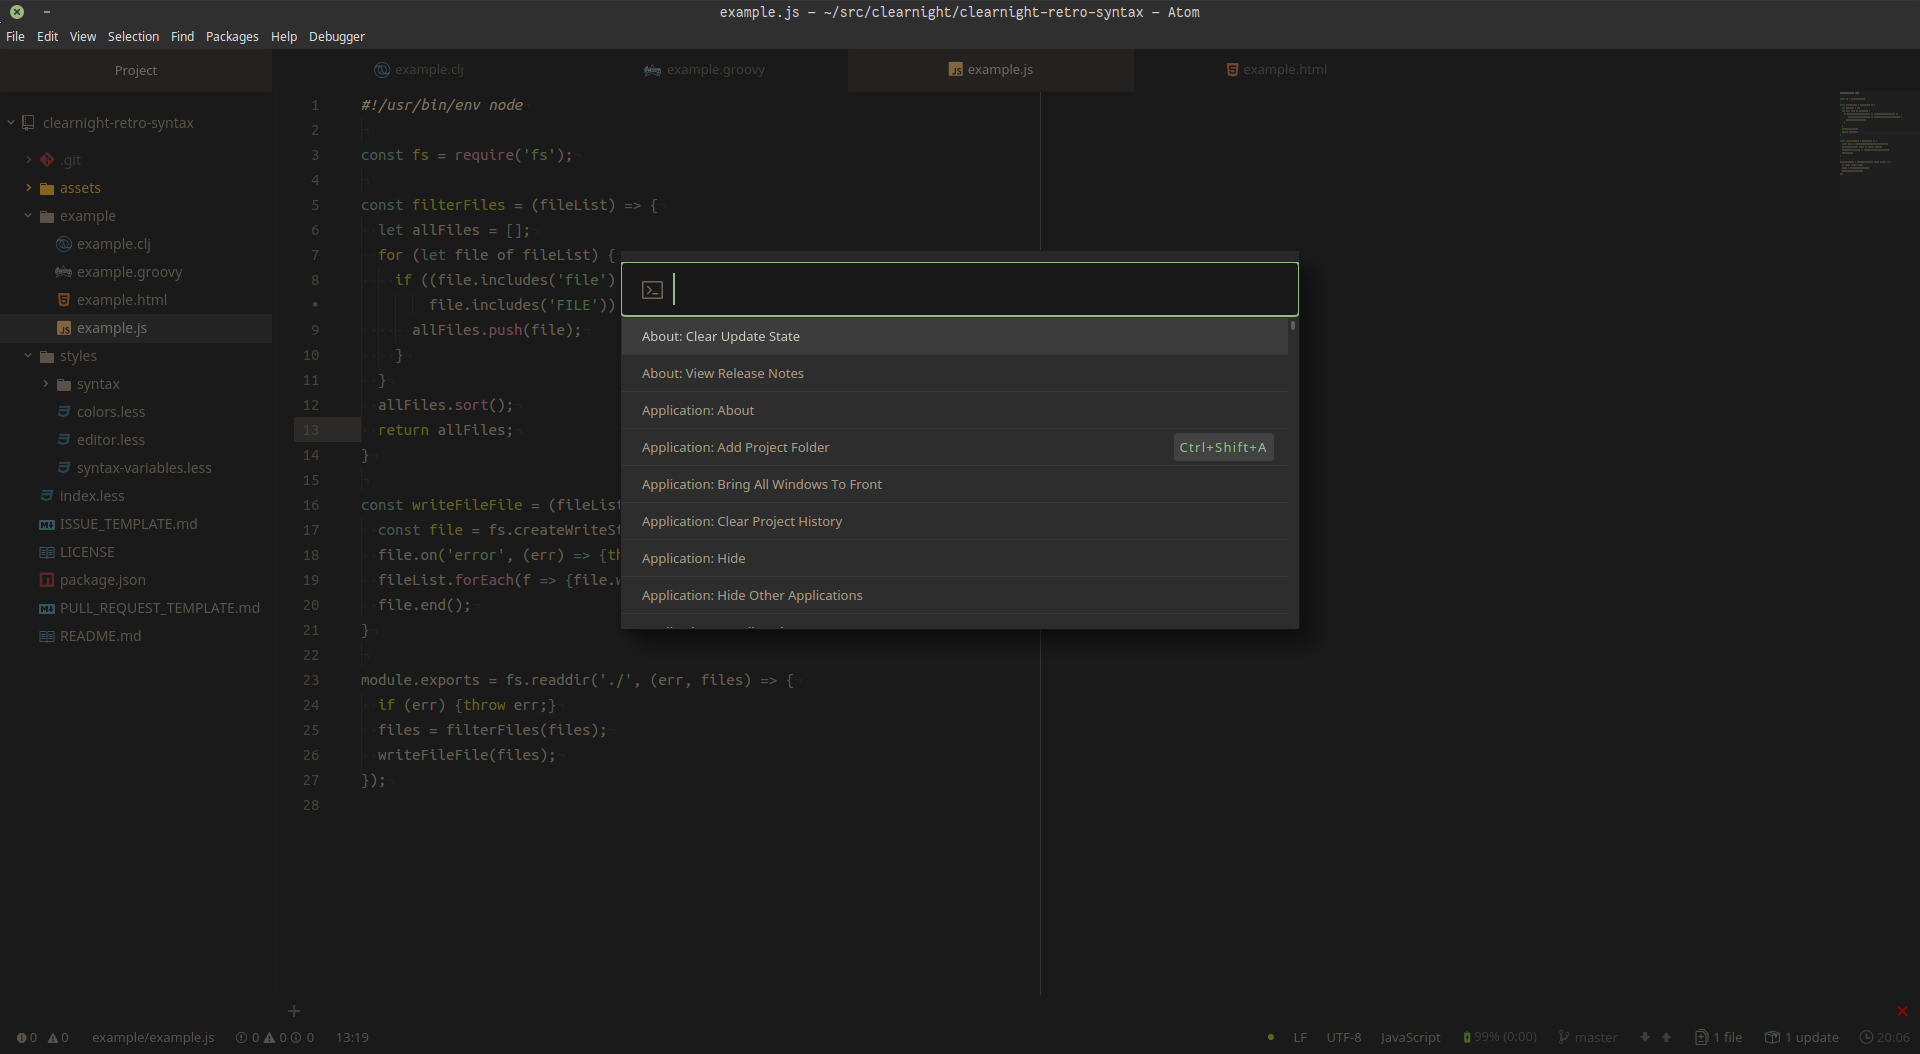 example.js – ~/src/clearnight/clearnight-retro-syntax – Atom
File Edit View Selection Find Packages Help Debugger
Project
example.clj
example.groovy
example.js
example.html
clearnight-retro-syntax
.git
assets
example
example.clj
example.groovy
example.html
example.js
styles
syntax
colors.less
editor.less
syntax-variables.less
index.less
ISSUE_TEMPLATE.md
LICENSE
package.json
PULL_REQUEST_TEMPLATE.md
README.md
1 #!/usr/bin/env node
2
3 const fs = require('fs');
4
5 const filterFiles = (fileList) => {
6 let allFiles = [];
7 for (let file of fileList) {
8 if ((file.includes('file')
• file.includes('FILE'))
9 allFiles.push(file);
10 }
11 }
12 allFiles.sort();
13 return allFiles;
14 }
15
16 const writeFileFile = (fileList
17 const file = fs.createWriteSt
18 file.on('error', (err) => {th
19 fileList.forEach(f => {file.w
20 file.end();
21 }
22
23 module.exports = fs.readdir('./', (err, files) => {
24 if (err) {throw err;}
25 files = filterFiles(files);
26 writeFileFile(files);
27 });
28
About: Clear Update State
About: View Release Notes
Application: About
Application: Add Project Folder Ctrl+Shift+A
Application: Bring All Windows To Front
Application: Clear Project History
Application: Hide
Application: Hide Other Applications
+
0 0 example/example.js 0 0 0 13:19 LF UTF-8 JavaScript 99% (0:00) master 1 file 1 update 20:06